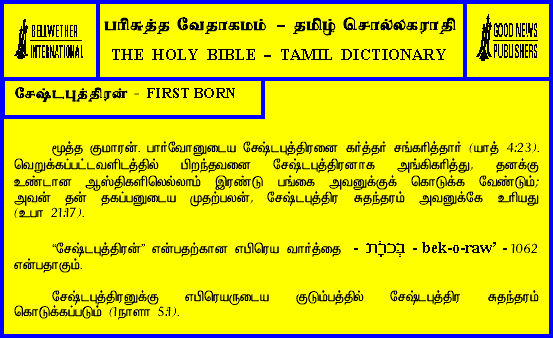 BELLWETHER
INTERNATIONAL
பரிசுத்த வேதாகமம் – தமிழ் சொல்லகராதி
THE HOLY BIBLE – TAMIL DICTIONARY
GOOD NEWS
PUBLISHERS
சேஷ்டபுத்திரன் - FIRST BORN
மூத்த குமாரன். பார்வோனுடைய சேஷ்டபுத்திரனை கர்த்தர் சங்கரித்தார் (யாத் 4:23).
வெறுக்கப்பட்டவளிடத்தில் பிறந்தவனை சேஷ்டபுத்திரனாக அங்கிகரித்து, தனக்கு
உண்டான ஆஸ்திகளிலெல்லாம் இரண்டு பங்கை அவனுக்குக் கொடுக்க வேண்டும்;
அவன் தன் தகப்பனுடைய முதற்பலன், சேஷ்டபுத்திர சுதந்தரம் அவனுக்கே உரியது
(உபா 21:17).
“சேஷ்டபுத்திரன்” என்பதற்கான எபிரெய வார்த்தை - בְּכֹרָת - bek-o-raw’ - 1062
என்பதாகும்.
சேஷ்டபுத்திரனுக்கு எபிரெயருடைய குடும்பத்தில் சேஷ்டபுத்திர சுதந்தரம்
கொடுக்கப்படும் (1நாளா 5:1).